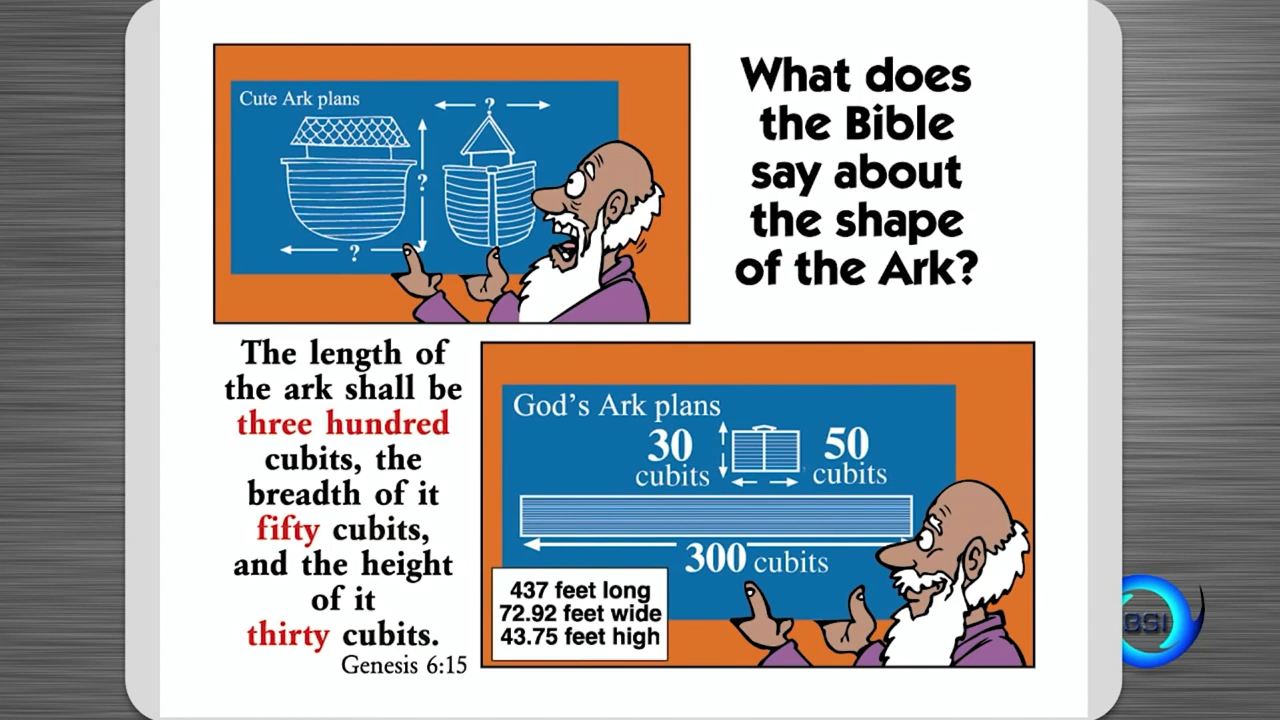 Cute Ark plans
?
?
?
What does
the Bible
say about
the shape
of the Ark?
The length of
the ark shall be
three hundred
cubits, the
breadth of it
fifty cubits,
and the height
of it
thirty cubits.
Genesis 6:15
God's Ark plans
30
cubits
50
cubits
300 cubits
437 feet long
72.92 feet wide
43.75 feet high
BSI